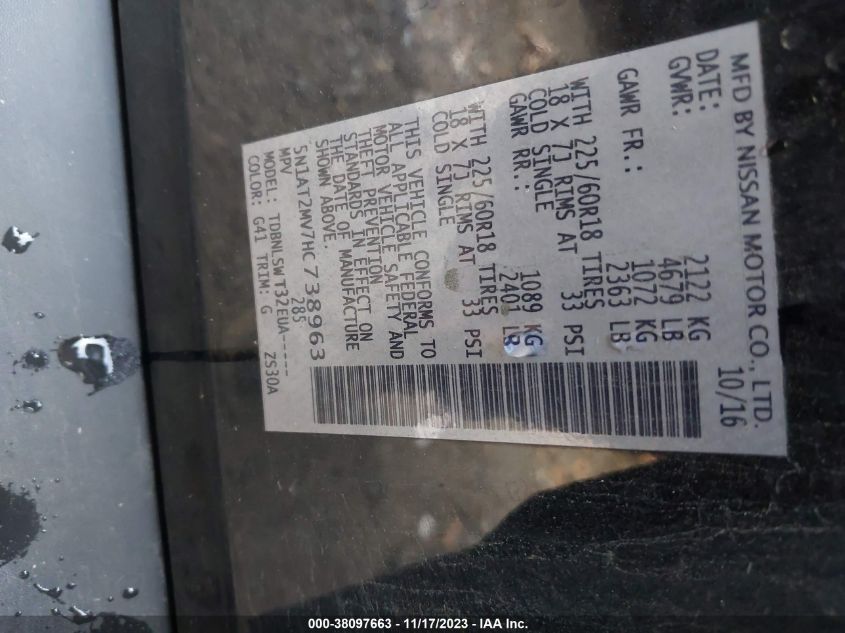 MFD BY NISSAN MOTOR CO., LTD.
DATE: 10/16
GVWR: 2122 KG
4679 LB
GAWR FR.: 1072 KG
2363 LB
WITH 225/60R18 TIRES
18 X 7J RIMS AT 33 PSI
COLD SINGLE
GAWR RR.: 1089 KG
2401 LB
WITH 225/60R18 TIRES
18 X 7J RIMS AT 33 PSI
COLD SINGLE
THIS VEHICLE CONFORMS TO
ALL APPLICABLE FEDERAL
MOTOR VEHICLE SAFETY AND
THEFT PREVENTION
STANDARDS IN EFFECT ON
THE DATE OF MANUFACTURE
SHOWN ABOVE.
5N1AT2MV7HC738963
MPV 285
MODEL: TDBNLSWT32EUA-----
COLOR: G41 TRIM: G ZS30A
000-38097663 - 11/17/2023 - IAA Inc.